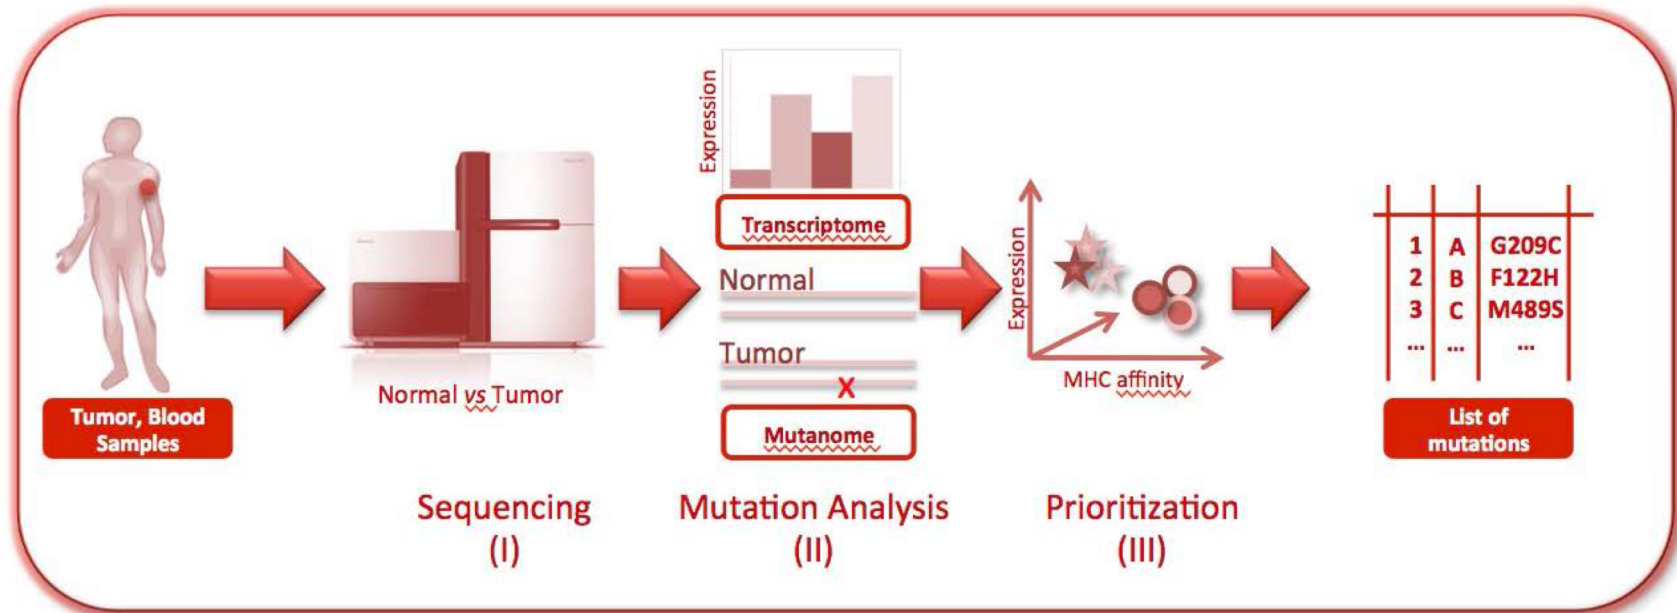 Tumor, Blood
Samples
Normal vs Tumor
Sequencing
(I)
Expression
Transcriptome
Normal
Tumor
X
Mutanome
Mutation Analysis
(II)
Expression
MHC affinity
Prioritization
(III)
1 A G209C
2 B F122H
3 C M489S
... ... ...
List of
mutations